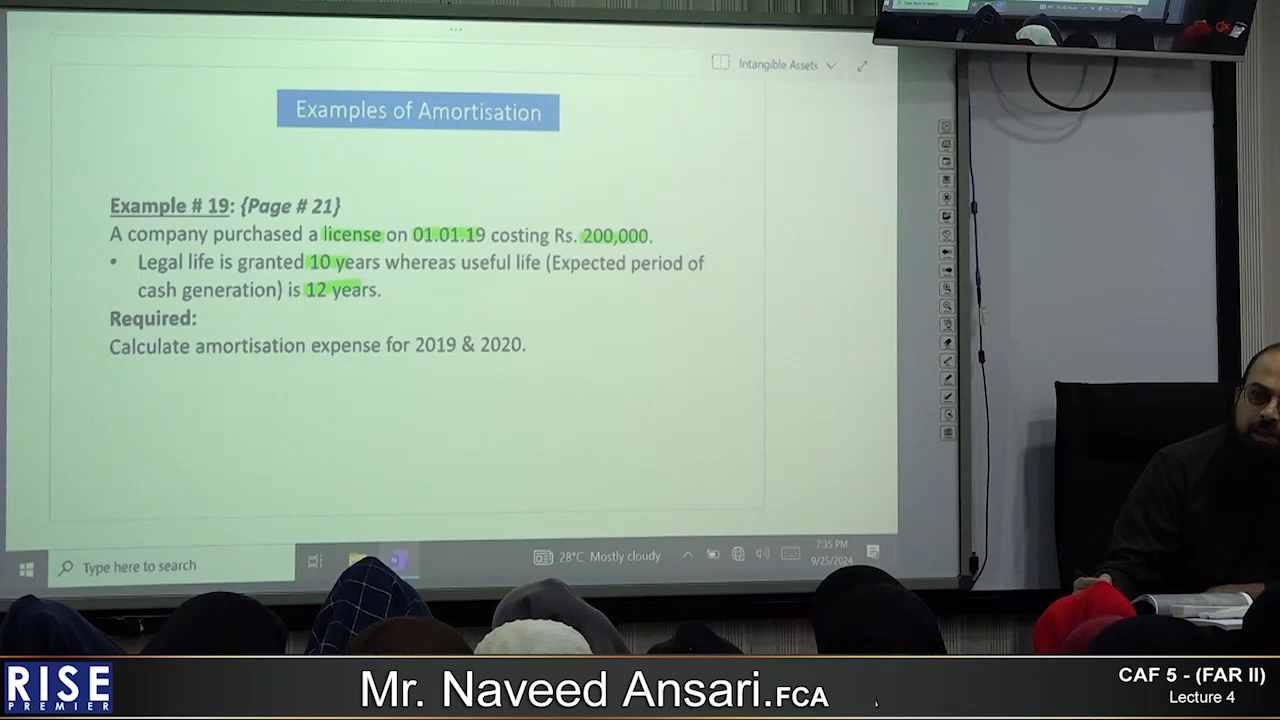 Intangible Assets
Examples of Amortisation
Example # 19: {Page # 21}
A company purchased a license on 01.01.19 costing Rs. 200,000.
• Legal life is granted 10 years whereas useful life (Expected period of
cash generation) is 12 years.
Required:
Calculate amortisation expense for 2019 & 2020.
Type here to search
28°C Mostly cloudy
7:35 PM
9/25/2024
RISE
PREMIER
Mr. Naveed Ansari.FCA
CAF 5 - (FAR II)
Lecture 4